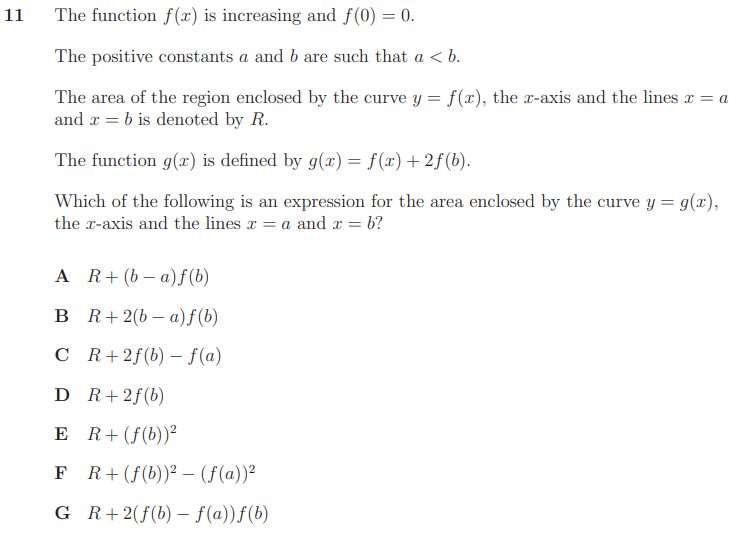 11 The function f(x) is increasing and f(0) = 0.
The positive constants a and b are such that a < b.
The area of the region enclosed by the curve y = f(x), the x-axis and the lines x = a
and x = b is denoted by R.
The function g(x) is defined by g(x) = f(x) + 2f(b).
Which of the following is an expression for the area enclosed by the curve y = g(x),
the x-axis and the lines x = a and x = b?
A R + (b − a)f(b)
B R + 2(b − a)f(b)
C R + 2f(b) − f(a)
D R + 2f(b)
E R + (f(b))²
F R + (f(b))² − (f(a))²
G R + 2(f(b) − f(a))f(b)